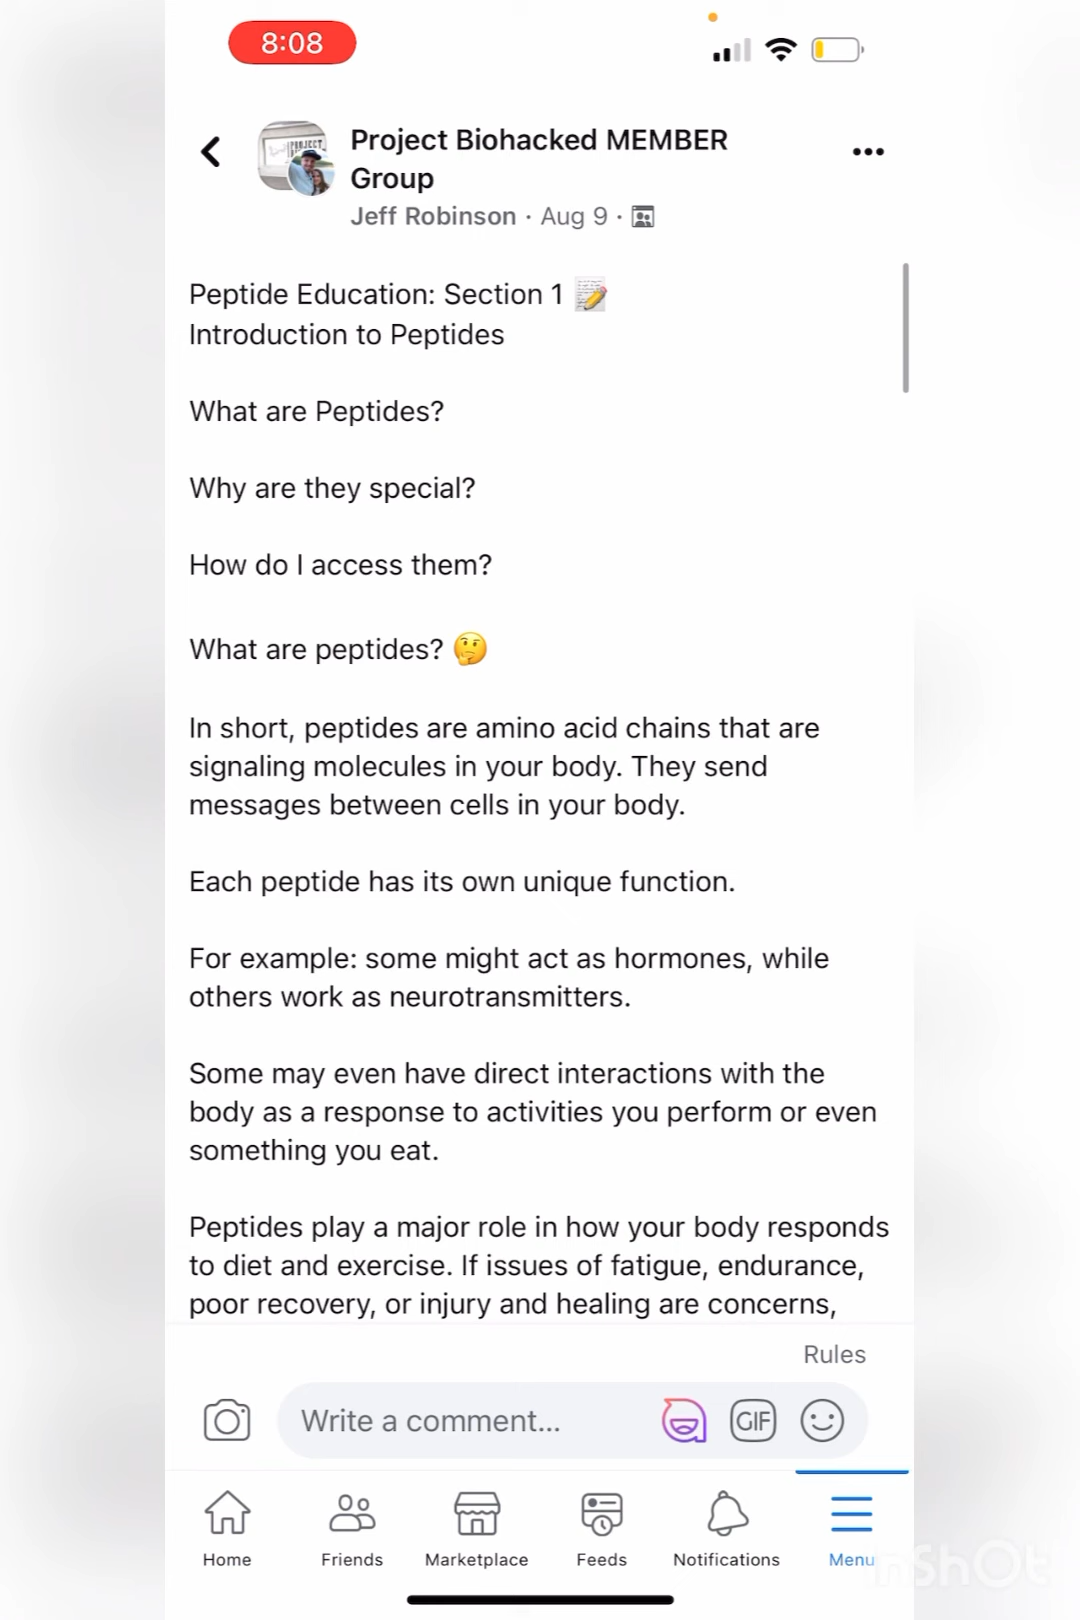 8:08
Project Biohacked MEMBER
Group
Jeff Robinson · Aug 9 ·
Peptide Education: Section 1 📝
Introduction to Peptides
What are Peptides?
Why are they special?
How do I access them?
What are peptides? 🤔
In short, peptides are amino acid chains that are
signaling molecules in your body. They send
messages between cells in your body.
Each peptide has its own unique function.
For example: some might act as hormones, while
others work as neurotransmitters.
Some may even have direct interactions with the
body as a response to activities you perform or even
something you eat.
Peptides play a major role in how your body responds
to diet and exercise. If issues of fatigue, endurance,
poor recovery, or injury and healing are concerns,
Rules
Write a comment...
GIF
Home Friends Marketplace Feeds Notifications Menu
InShOt